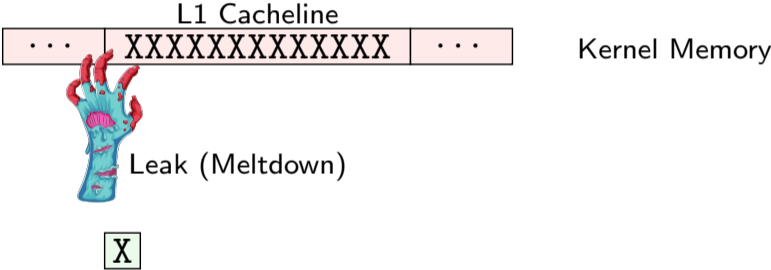 L1 Cacheline
··· XXXXXXXXXXXXX ··· Kernel Memory
Leak (Meltdown)
X